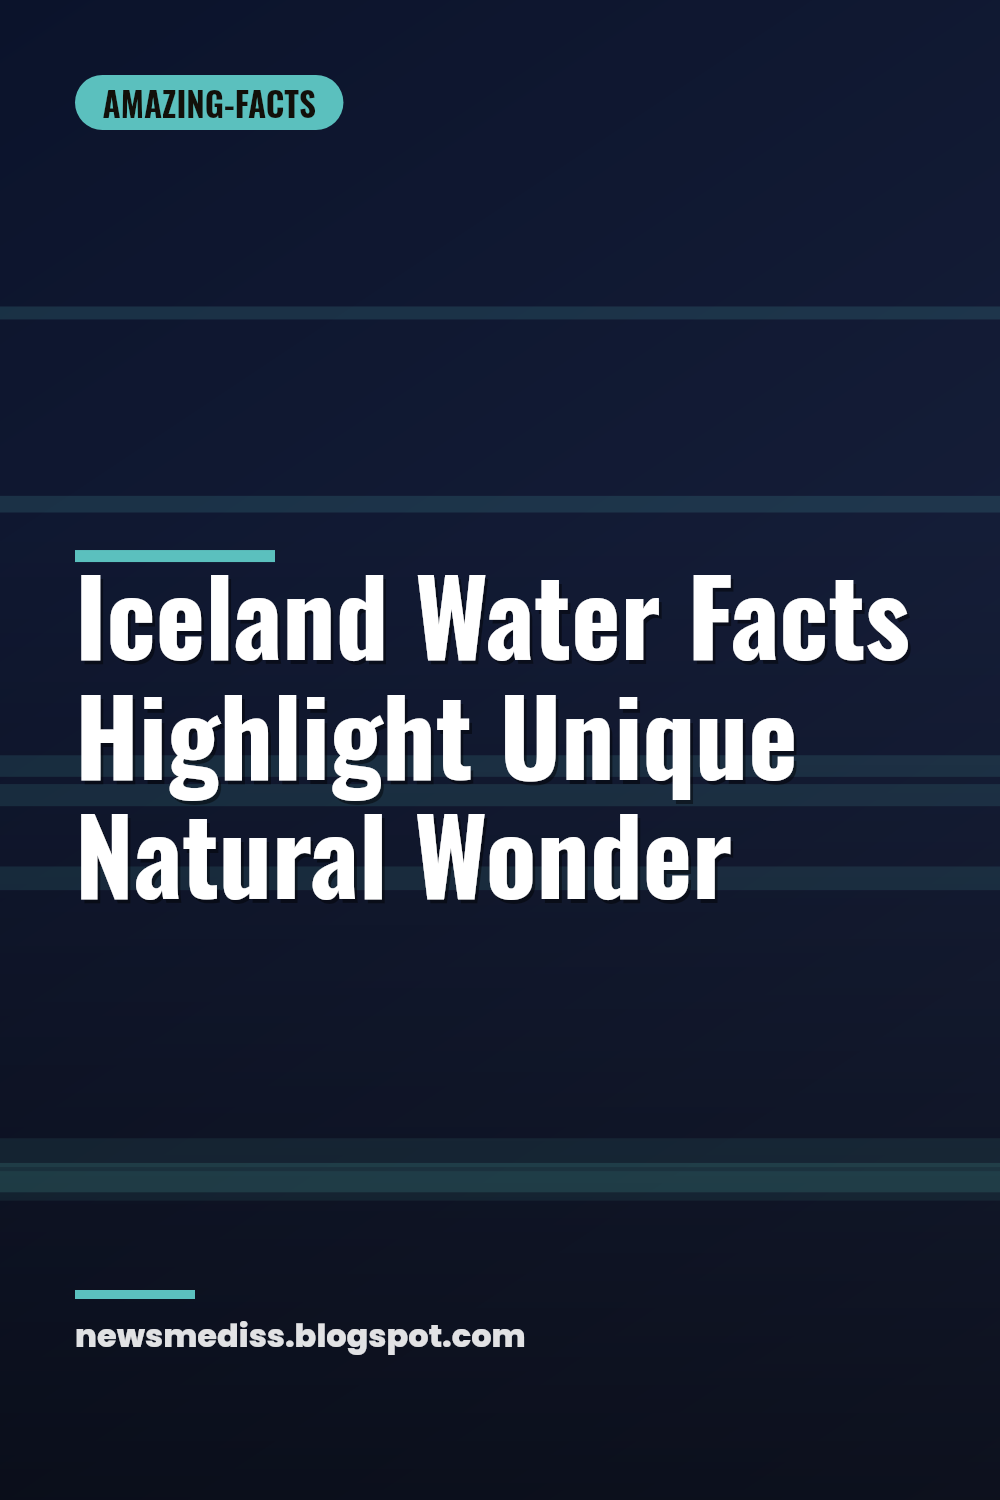 AMAZING-FACTS
Iceland Water Facts
Highlight Unique
Natural Wonder
newsmediss.blogspot.com